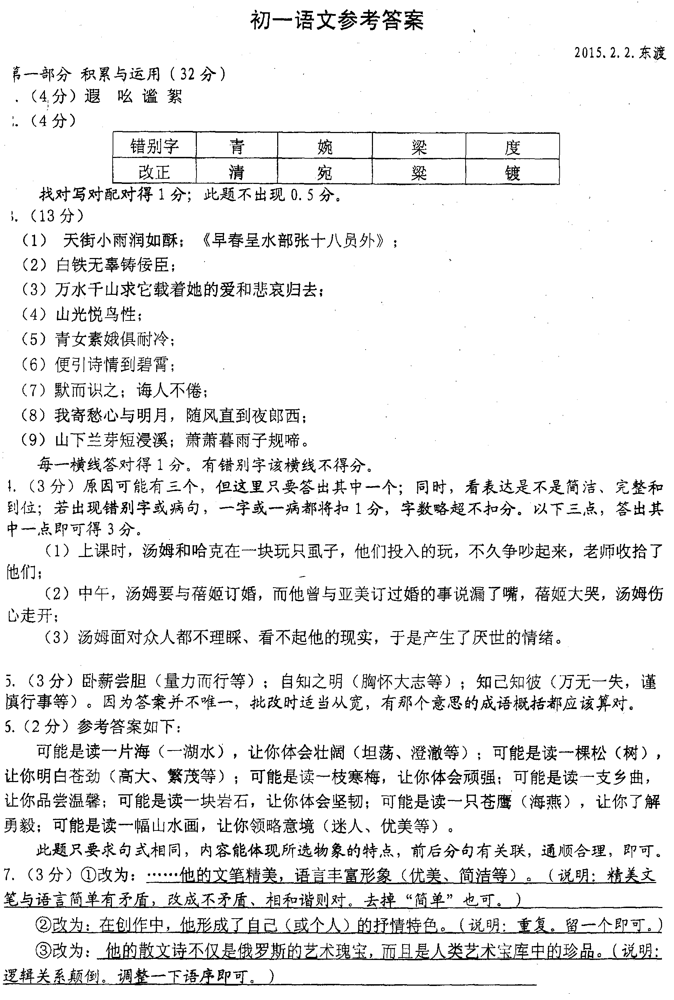 初一语文参考答案
2015.2.2.东渡
第一部分 积累与运用（32分）
.（4分）遐 吆 谧 絮
.（4分）
错别字 青 婉 梁 度
改正 清 宛 粱 镀
找对写对配对得1分；此题不出现0.5分。
3.（13分）
（1） 天街小雨润如酥；《早春呈水部张十八员外》；
（2）白铁无辜铸佞臣；
（3）万水千山求它载着她的爱和悲哀归去；
（4）山光悦鸟性；
（5）青女素娥俱耐冷；
（6）便引诗情到碧霄；
（7）默而识之；诲人不倦；
（8）我寄愁心与明月，随风直到夜郎西；
（9）山下兰芽短浸溪；萧萧暮雨子规啼。
每一横线答对得1分。有错别字该横线不得分。
4.（3分）原因可能有三个，但这里只要答出其中一个；同时，看表达是不是简洁、完整和
到位；若出现错别字或病句，一字或一病都将扣1分，字数略超不扣分。以下三点，答出其
中一点即可得3分。
（1）上课时，汤姆和哈克在一块玩只虱子，他们投入的玩，不久争吵起来，老师收拾了
他们；
（2）中午，汤姆要与蓓姬订婚，而他曾与亚美订过婚的事说漏了嘴，蓓姬大哭，汤姆伤
心走开；
（3）汤姆面对众人都不理睬、看不起他的现实，于是产生了厌世的情绪。
5.（3分）卧薪尝胆（量力而行等）；自知之明（胸怀大志等）；知己知彼（万无一失，谨
慎行事等）。因为答案并不唯一，批改时适当从宽，有那个意思的成语概括都应该算对。
6.（2分）参考答案如下：
可能是读一片海（一湖水），让你体会壮阔（坦荡、澄澈等）；可能是读一棵松（树），
让你明白苍劲（高大、繁茂等）；可能是读一枝寒梅，让你体会顽强；可能是读一支乡曲，
让你品尝温馨；可能是读一块岩石，让你体会坚韧；可能是读一只苍鹰（海燕），让你了解
勇毅；可能是读一幅山水画，让你领略意境（迷人、优美等）。
此题只要求句式相同，内容能体现所选物象的特点，前后分句有关联，通顺合理，即可。
7.（3分）①改为：……他的文笔精美，语言丰富形象（优美、简洁等）。（说明：精美文
笔与语言简单有矛盾，改成不矛盾、相和谐则对。去掉“简单”也可。）
②改为：在创作中，他形成了自己（或个人）的抒情特色。（说明：重复。留一个即可。）
③改为：他的散文诗不仅是俄罗斯的艺术瑰宝，而且是人类艺术宝库中的珍品。（说明：
逻辑关系颠倒。调整一下语序即可。）